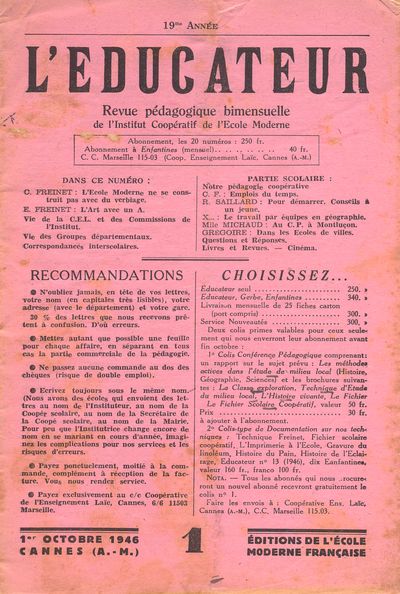 19me ANNÉE
L'EDUCATEUR
Revue pédagogique bimensuelle
de l'Institut Coopératif de l'Ecole Moderne
Abonnement, les 20 numéros : 250 fr.
Abonnement à Enfantines (mensuel).. .. .. .. .. 40 fr.
C. C. Marseille 115-03 (Coop. Enseignement Laïc, Cannes (A.-M.)
DANS CE NUMÉRO :
C. FREINET : L'Ecole Moderne ne se construit
pas avec du verbiage.
E. FREINET : L'Art avec un A.
Vie de la C.E.L. et des Commissions de
l'Institut.
Vie des Groupes départementaux.
Correspondances interscolaires.
PARTIE SCOLAIRE :
Notre pédagogie coopérative
C. F. : Emplois du temps.
R. SAILLARD : Pour démarrer. Conseils à
un jeune.
X... : Le travail par équipes en géographie.
Mlle MICHAUD : Au C.P. à Montluçon.
GREGOIRE : Dans les Ecoles de villes.
Questions et Réponses.
Livres et Revues. — Cinéma.
RECOMMANDATIONS
● N'oubliez jamais, en tête de vos lettres,
votre nom (en capitales très lisibles), votre
adresse (avec le département) et votre gare.
20 % des lettres que nous recevons prêtent
à confusion. D'où erreurs.
● Mettez autant que possible une feuille
pour chaque affaire, en séparant en tous
cas la partie commerciale de la pédagogie.
● Ne passez aucune commande au dos des
chèques (risque de double emploi).
● Ecrivez toujours sous le même nom.
(Nous avons des écoles qui envoient des lettres
au nom de l'Instituteur, au nom de la
Coopé scolaire, au nom de la Secrétaire de la
Coopé scolaire, au nom de la Mairie.
Pour peu que l'Institutrice change encore de
nom en se mariant en cours d'année, imaginez
les complications pour nos services et les
risques d'erreurs.
● Payez ponctuellement, moitié à la commande,
complément à réception de la facture.
Vous nous rendez service.
● Payez exclusivement au c/c Coopérative
de l'Enseignement Laïc, Cannes, 6/6 11503
Marseille.
CHOISISSEZ...
Educateur seul .......................... 250. »
Educateur, Gerbe, Enfantines .......... 340. »
Livraison mensuelle de 25 fiches carton
(port compris) ...................... 300. »
Service Nouveautés .................... 300. »
Deux colis primes valables pour ceux seulement
qui nous enverront leur abonnement avant
fin octobre :
1° Colis Conférence Pédagogique comprenant
un rapport sur le sujet prévu : Les méthodes
actives dans l'étude du milieu local (Histoire,
Géographie, Sciences) et les brochures suivantes :
La Classe exploration, Technique d'Etude
du milieu local, L'Histoire vivante, Le Fichier
Le Fichier Scolaire Coopératif, valeur 50 fr.
Prix .................................. 30 fr.
à ajouter à l'abonnement.
2° Colis-type de Documentation sur nos techniques :
Technique Freinet, Fichier scolaire
coopératif, L'Imprimerie à l'Ecole, Gravure du
linoléum, Histoire du Pain, Histoire de l'Eclairage,
Educateur n° 13 (1946), dix Enfantines,
valeur 160 fr., franco 100 fr.
NOTA. — Tous les abonnés qui nous procureront
un nouvel abonné recevront gratuitement le
colis n° 1.
Faire les envois à : Coopérative Ens. Laïc,
Cannes (A.-M.), C.C. Marseille 115.03.
1er OCTOBRE 1946
CANNES (A.-M.)
1
ÉDITIONS DE L'ÉCOLE
MODERNE FRANÇAISE